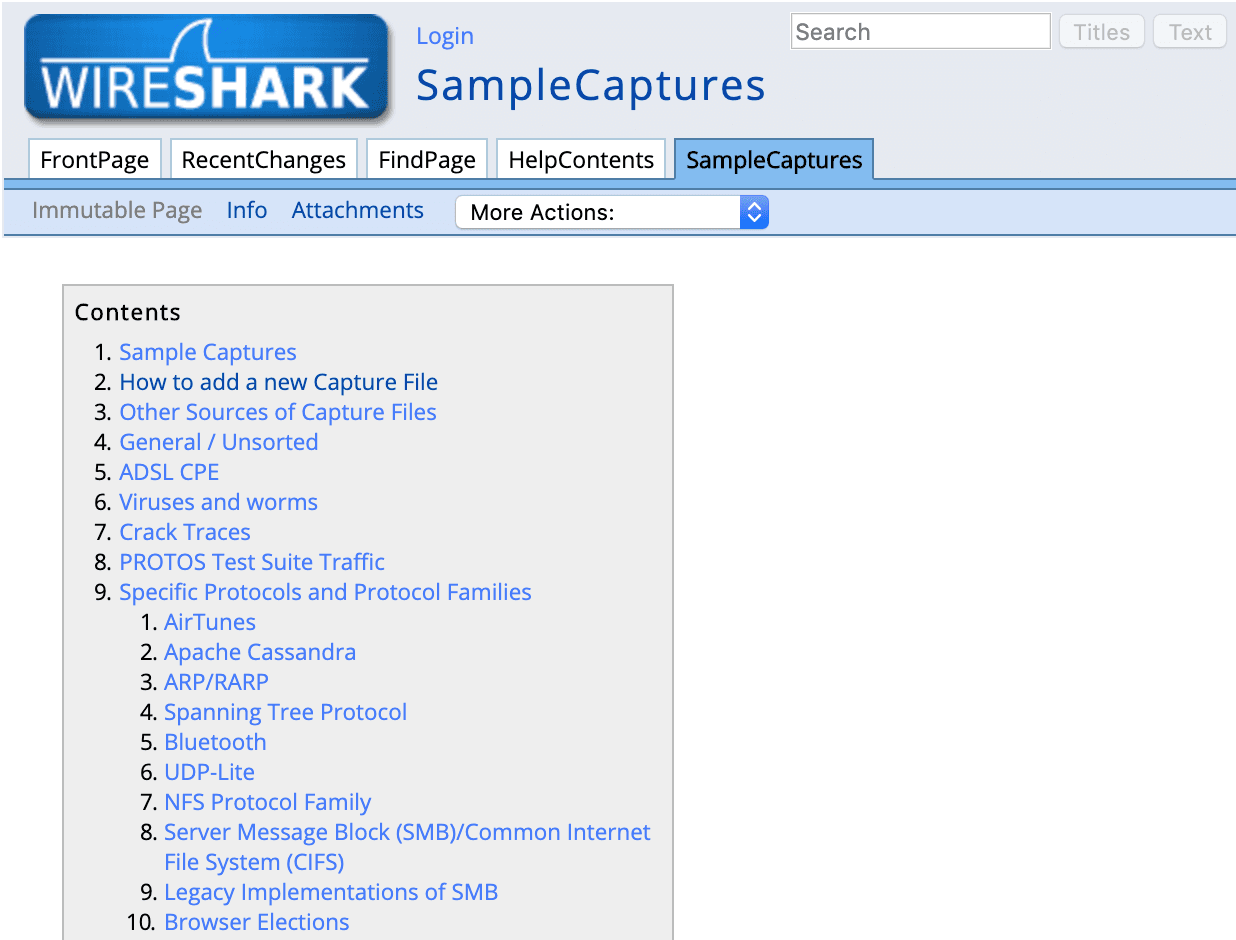 WIRESHARK
Login
Search
Titles
Text
SampleCaptures
FrontPage
RecentChanges
FindPage
HelpContents
SampleCaptures
Immutable Page
Info
Attachments
More Actions:
Contents
1. Sample Captures
2. How to add a new Capture File
3. Other Sources of Capture Files
4. General / Unsorted
5. ADSL CPE
6. Viruses and worms
7. Crack Traces
8. PROTOS Test Suite Traffic
9. Specific Protocols and Protocol Families
1. AirTunes
2. Apache Cassandra
3. ARP/RARP
4. Spanning Tree Protocol
5. Bluetooth
6. UDP-Lite
7. NFS Protocol Family
8. Server Message Block (SMB)/Common Internet
File System (CIFS)
9. Legacy Implementations of SMB
10. Browser Elections